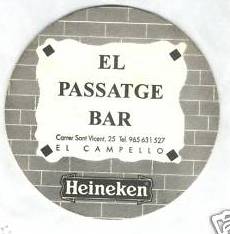 EL
PASSATGE
BAR
Carrer Sant Vicent, 25 Tel. 965 631 527
EL CAMPELLO
Heineken